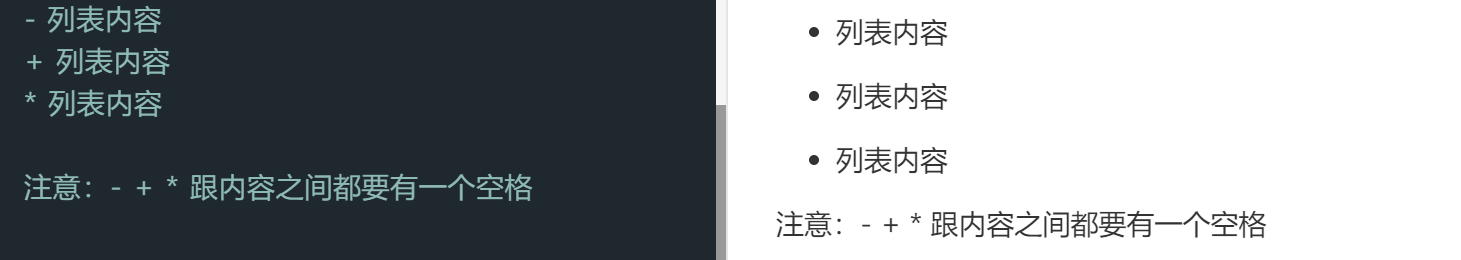 - 列表内容
+ 列表内容
* 列表内容
注意：- + * 跟内容之间都要有一个空格
• 列表内容
• 列表内容
• 列表内容
注意：- + * 跟内容之间都要有一个空格